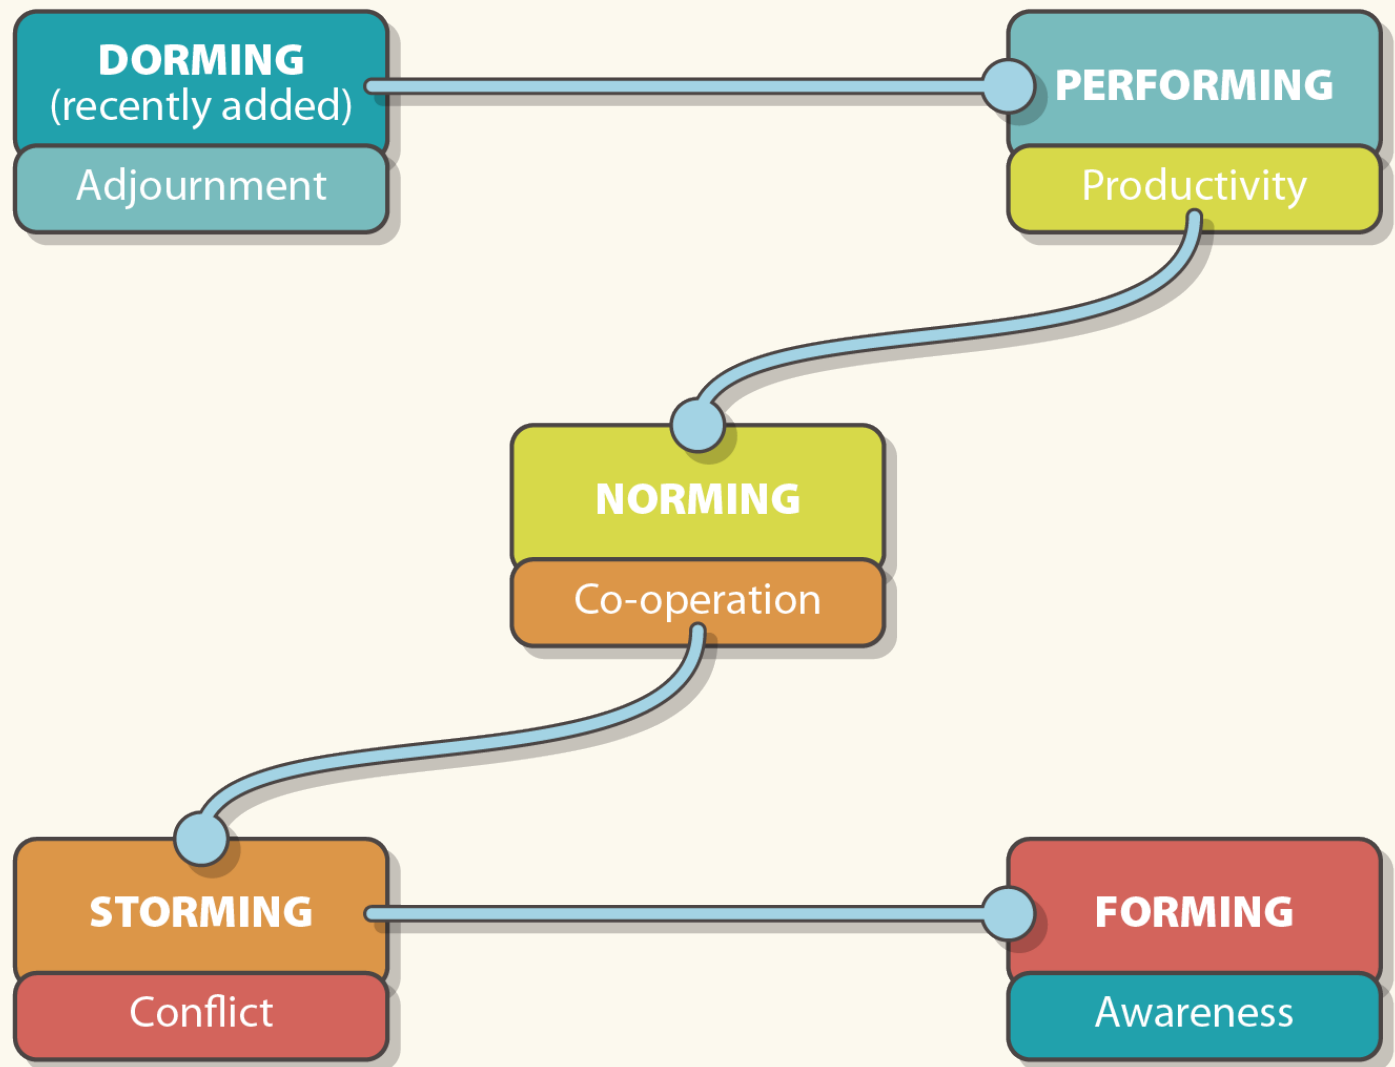 DORMING
(recently added)
Adjournment
PERFORMING
Productivity
NORMING
Co-operation
STORMING
Conflict
FORMING
Awareness